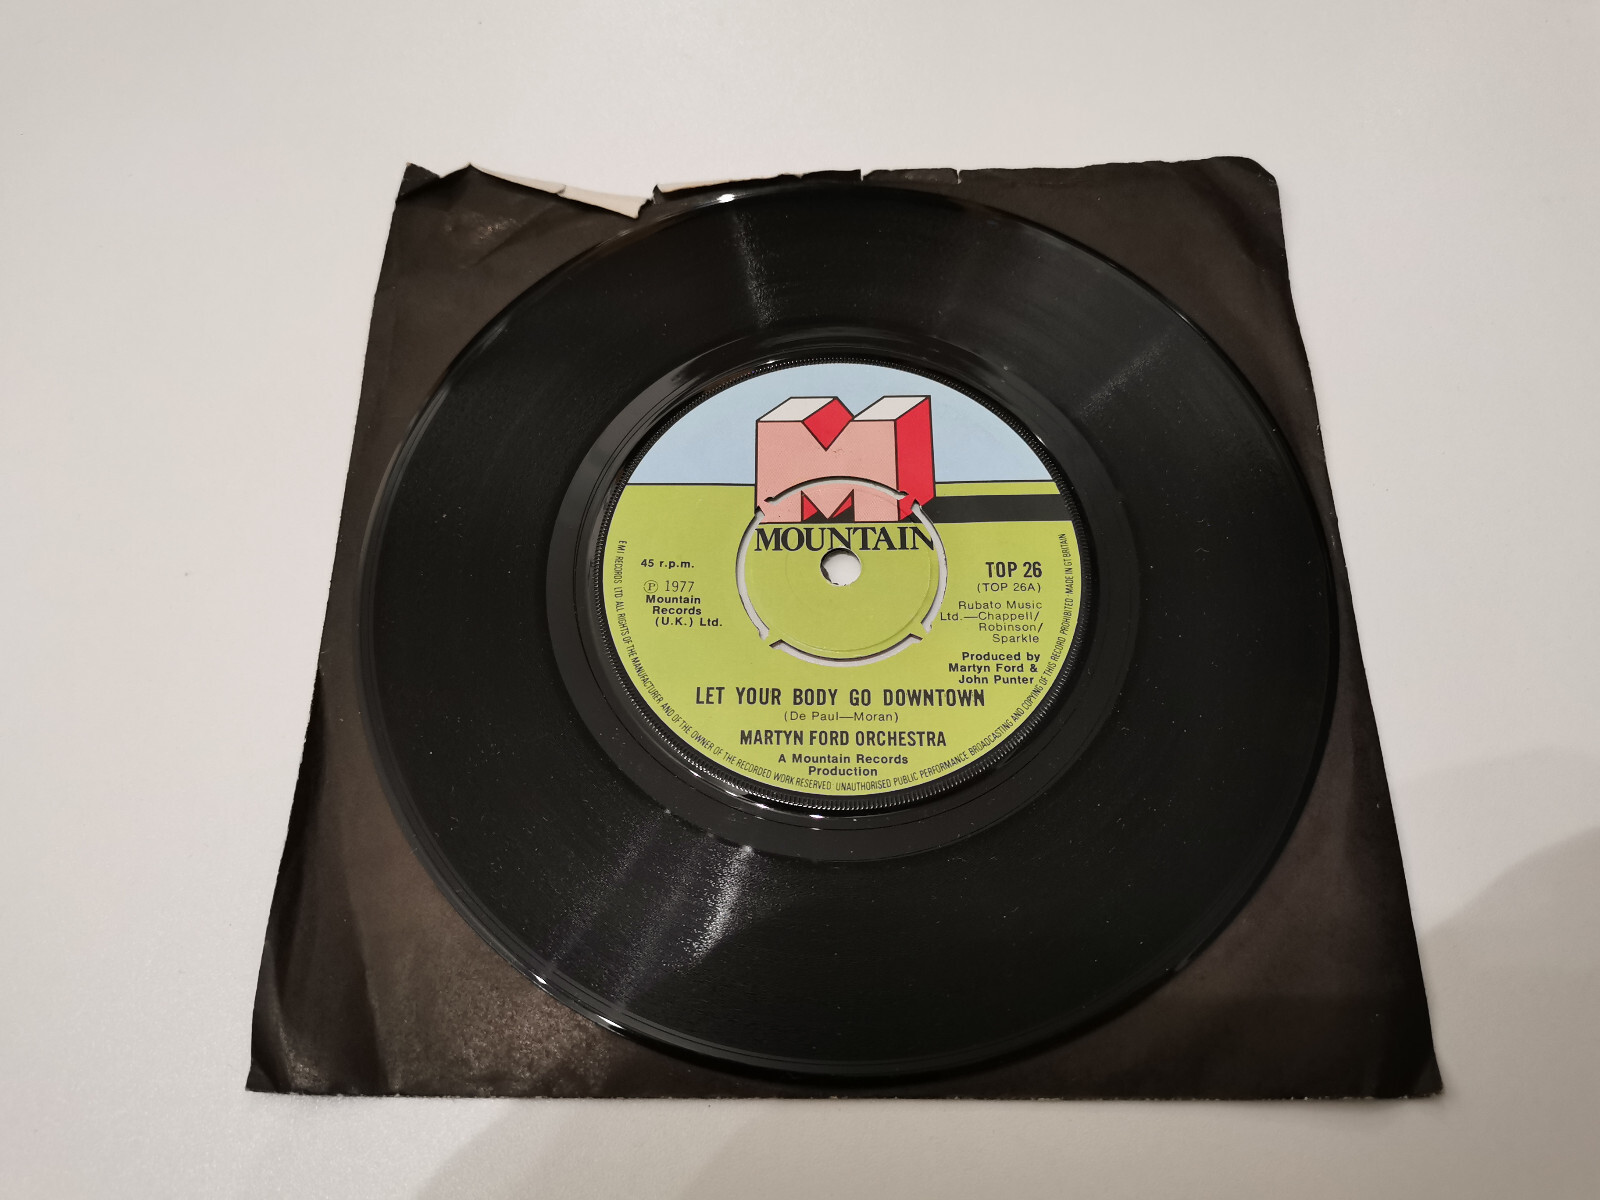 M
MOUNTAIN
45 r.p.m.
Ⓟ 1977
Mountain
Records
(U.K.) Ltd.
TOP 26
(TOP 26A)
Rubato Music
Ltd.—Chappell/
Robinson/
Sparkle
Produced by
Martyn Ford &
John Punter
LET YOUR BODY GO DOWNTOWN
(De Paul—Moran)
MARTYN FORD ORCHESTRA
A Mountain Records
Production
EMI RECORDS LTD. ALL RIGHTS OF THE MANUFACTURER AND OF THE OWNER OF THE RECORDED WORK RESERVED · UNAUTHORISED PUBLIC PERFORMANCE BROADCASTING AND COPYING OF THIS RECORD PROHIBITED · MADE IN GT BRITAIN